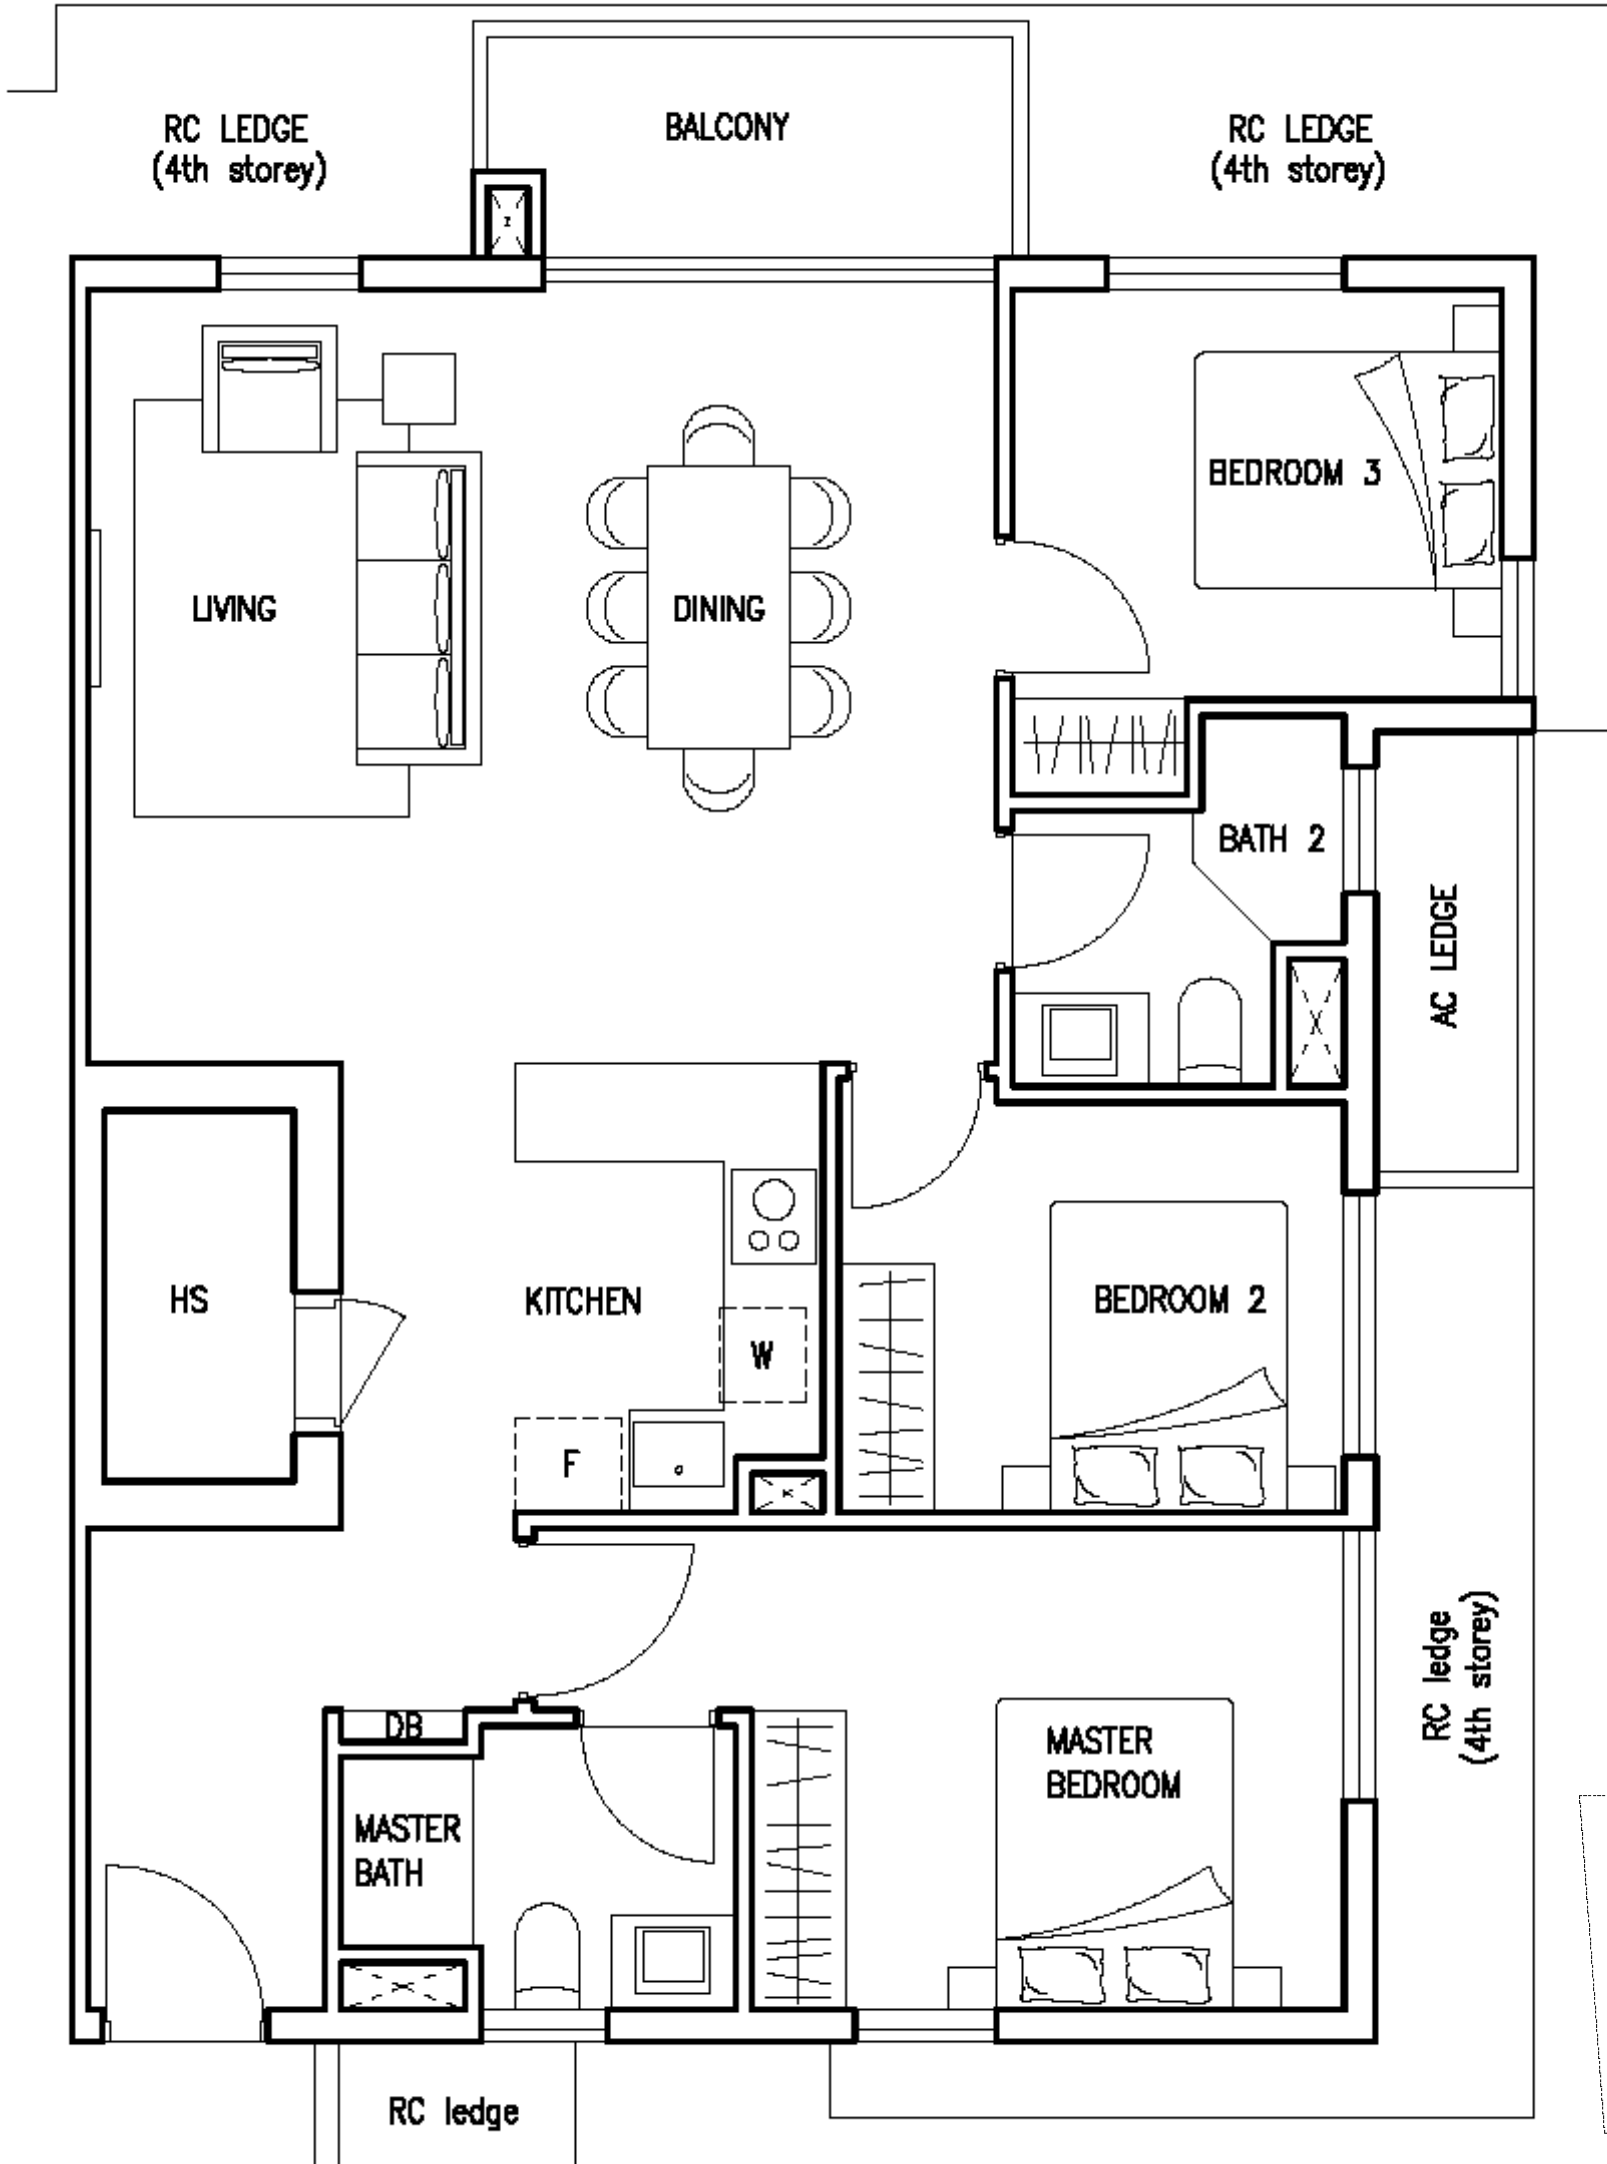 RC LEDGE
(4th storey)
BALCONY
RC LEDGE
(4th storey)
BEDROOM 3
LIVING
DINING
BATH 2
AC LEDGE
HS
KITCHEN
BEDROOM 2
W
F
RC ledge
(4th storey)
DB
MASTER
BEDROOM
MASTER
BATH
RC ledge